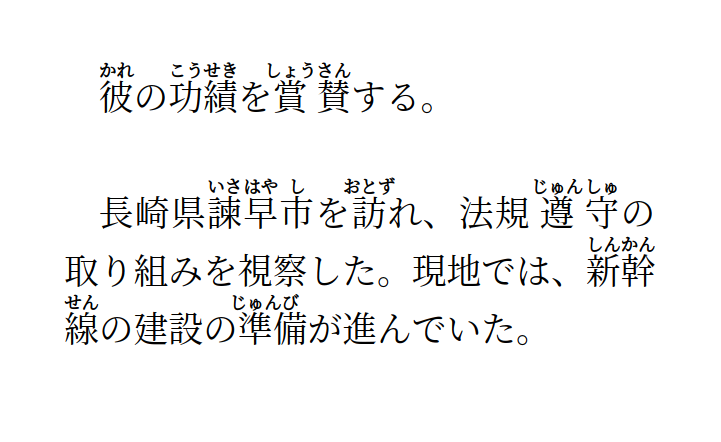 かれ こうせき しょうさん
彼の功績を賞賛する。
いさはや し おとず じゅんしゅ
長崎県諫早市を訪れ、法規遵守の
しんかん
取り組みを視察した。現地では、新幹
せん じゅんび
線の建設の準備が進んでいた。